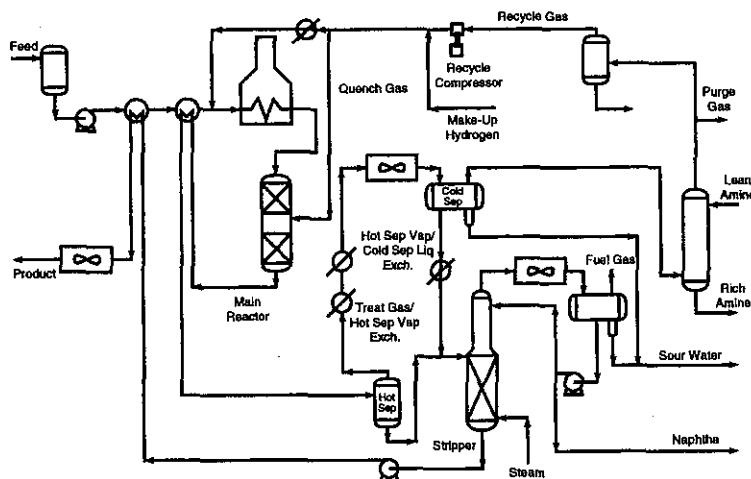 Feed
Recycle Gas
Recycle
Compressor
Quench Gas
Make-Up
Hydrogen
Purge
Gas
Cold
Sep
Lean
Amine
Hot Sep Vap/
Cold Sep Liq
Exch.
Fuel Gas
Product
Main
Reactor
Treat Gas/
Hot Sep Vap
Exch.
Rich
Amine
Sour Water
Hot
Sep
Stripper
Steam
Naphtha